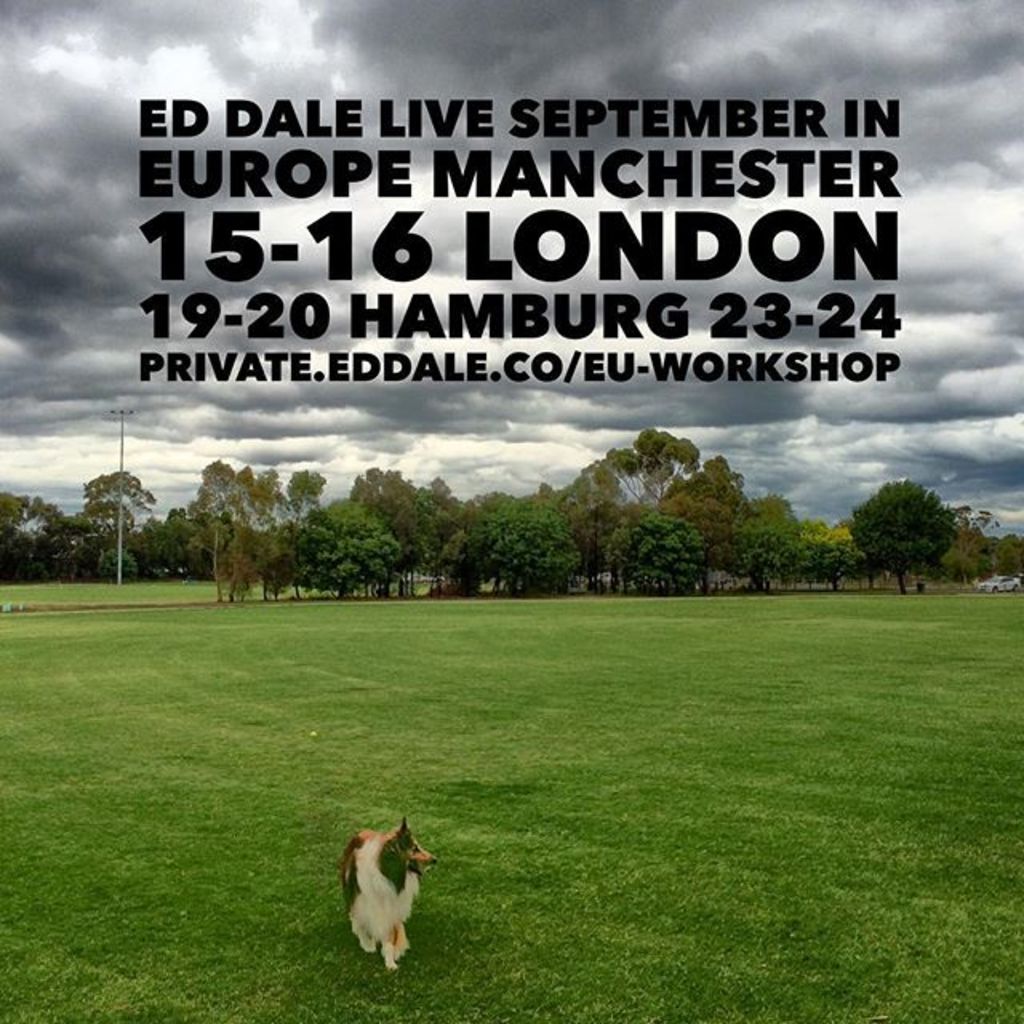 ED DALE LIVE SEPTEMBER IN
EUROPE MANCHESTER
15-16 LONDON
19-20 HAMBURG 23-24
PRIVATE.EDDALE.CO/EU-WORKSHOP